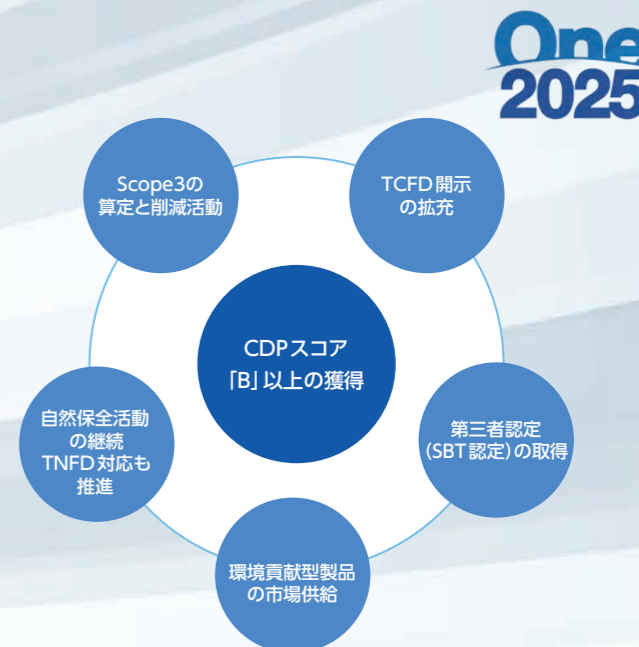 One
2025
Scope3の
算定と削減活動
TCFD開示
の拡充
CDPスコア
「B」以上の獲得
自然保全活動
の継続
TNFD対応も
推進
第三者認定
(SBT認定)の取得
環境貢献型製品
の市場供給